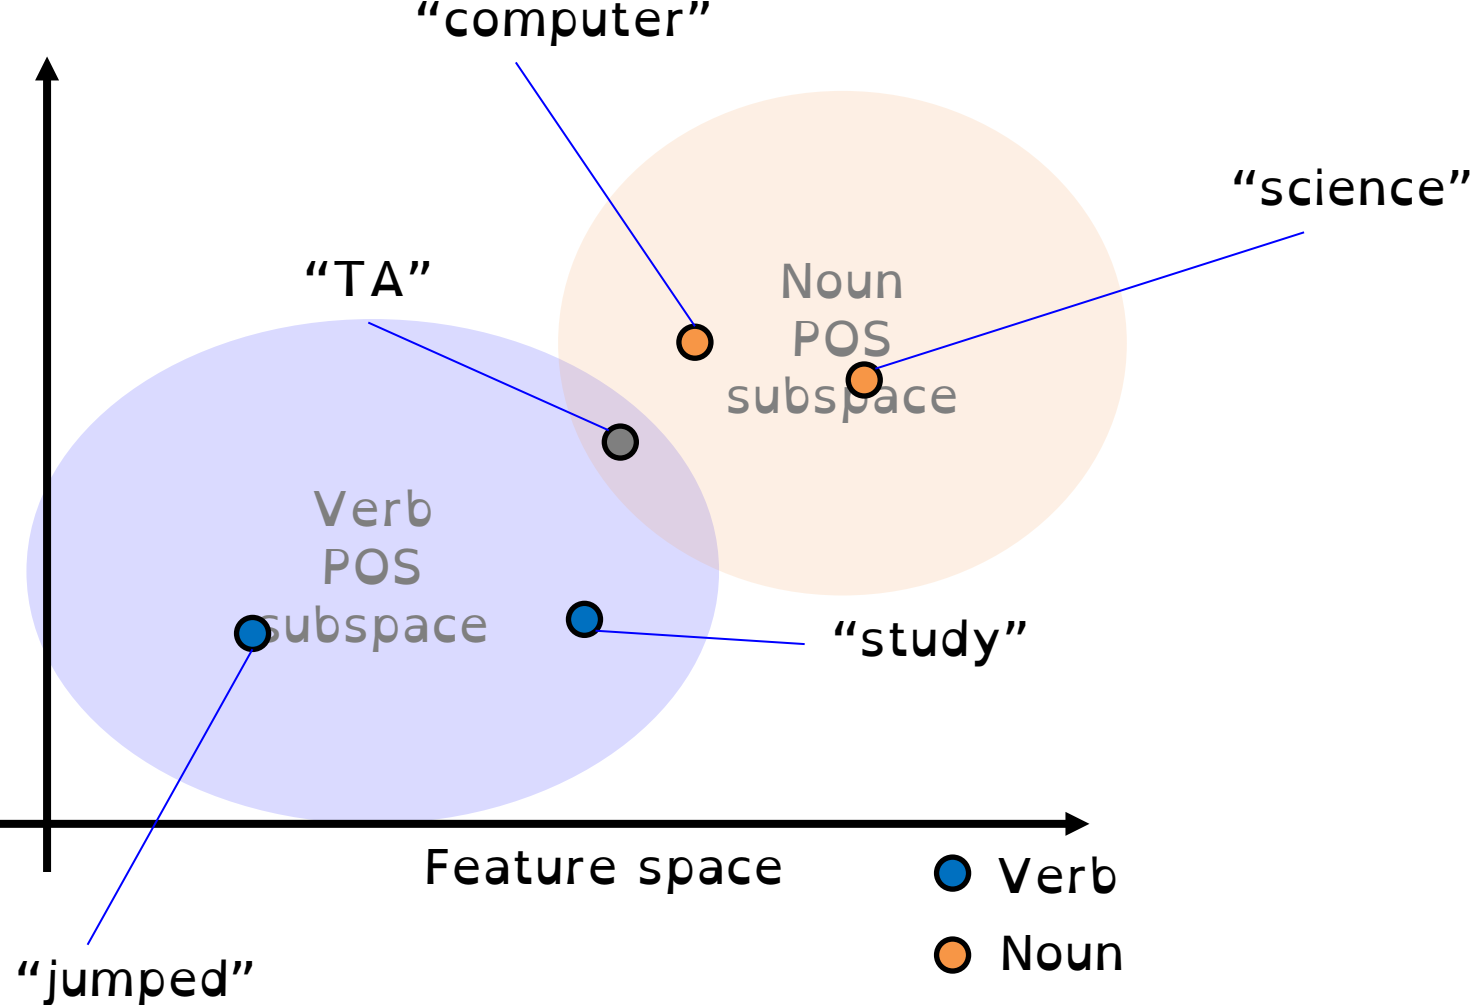 “computer”
“science”
“TA”
Noun
POS
subspace
Verb
POS
subspace
“study”
Feature space
Verb
Noun
“jumped”